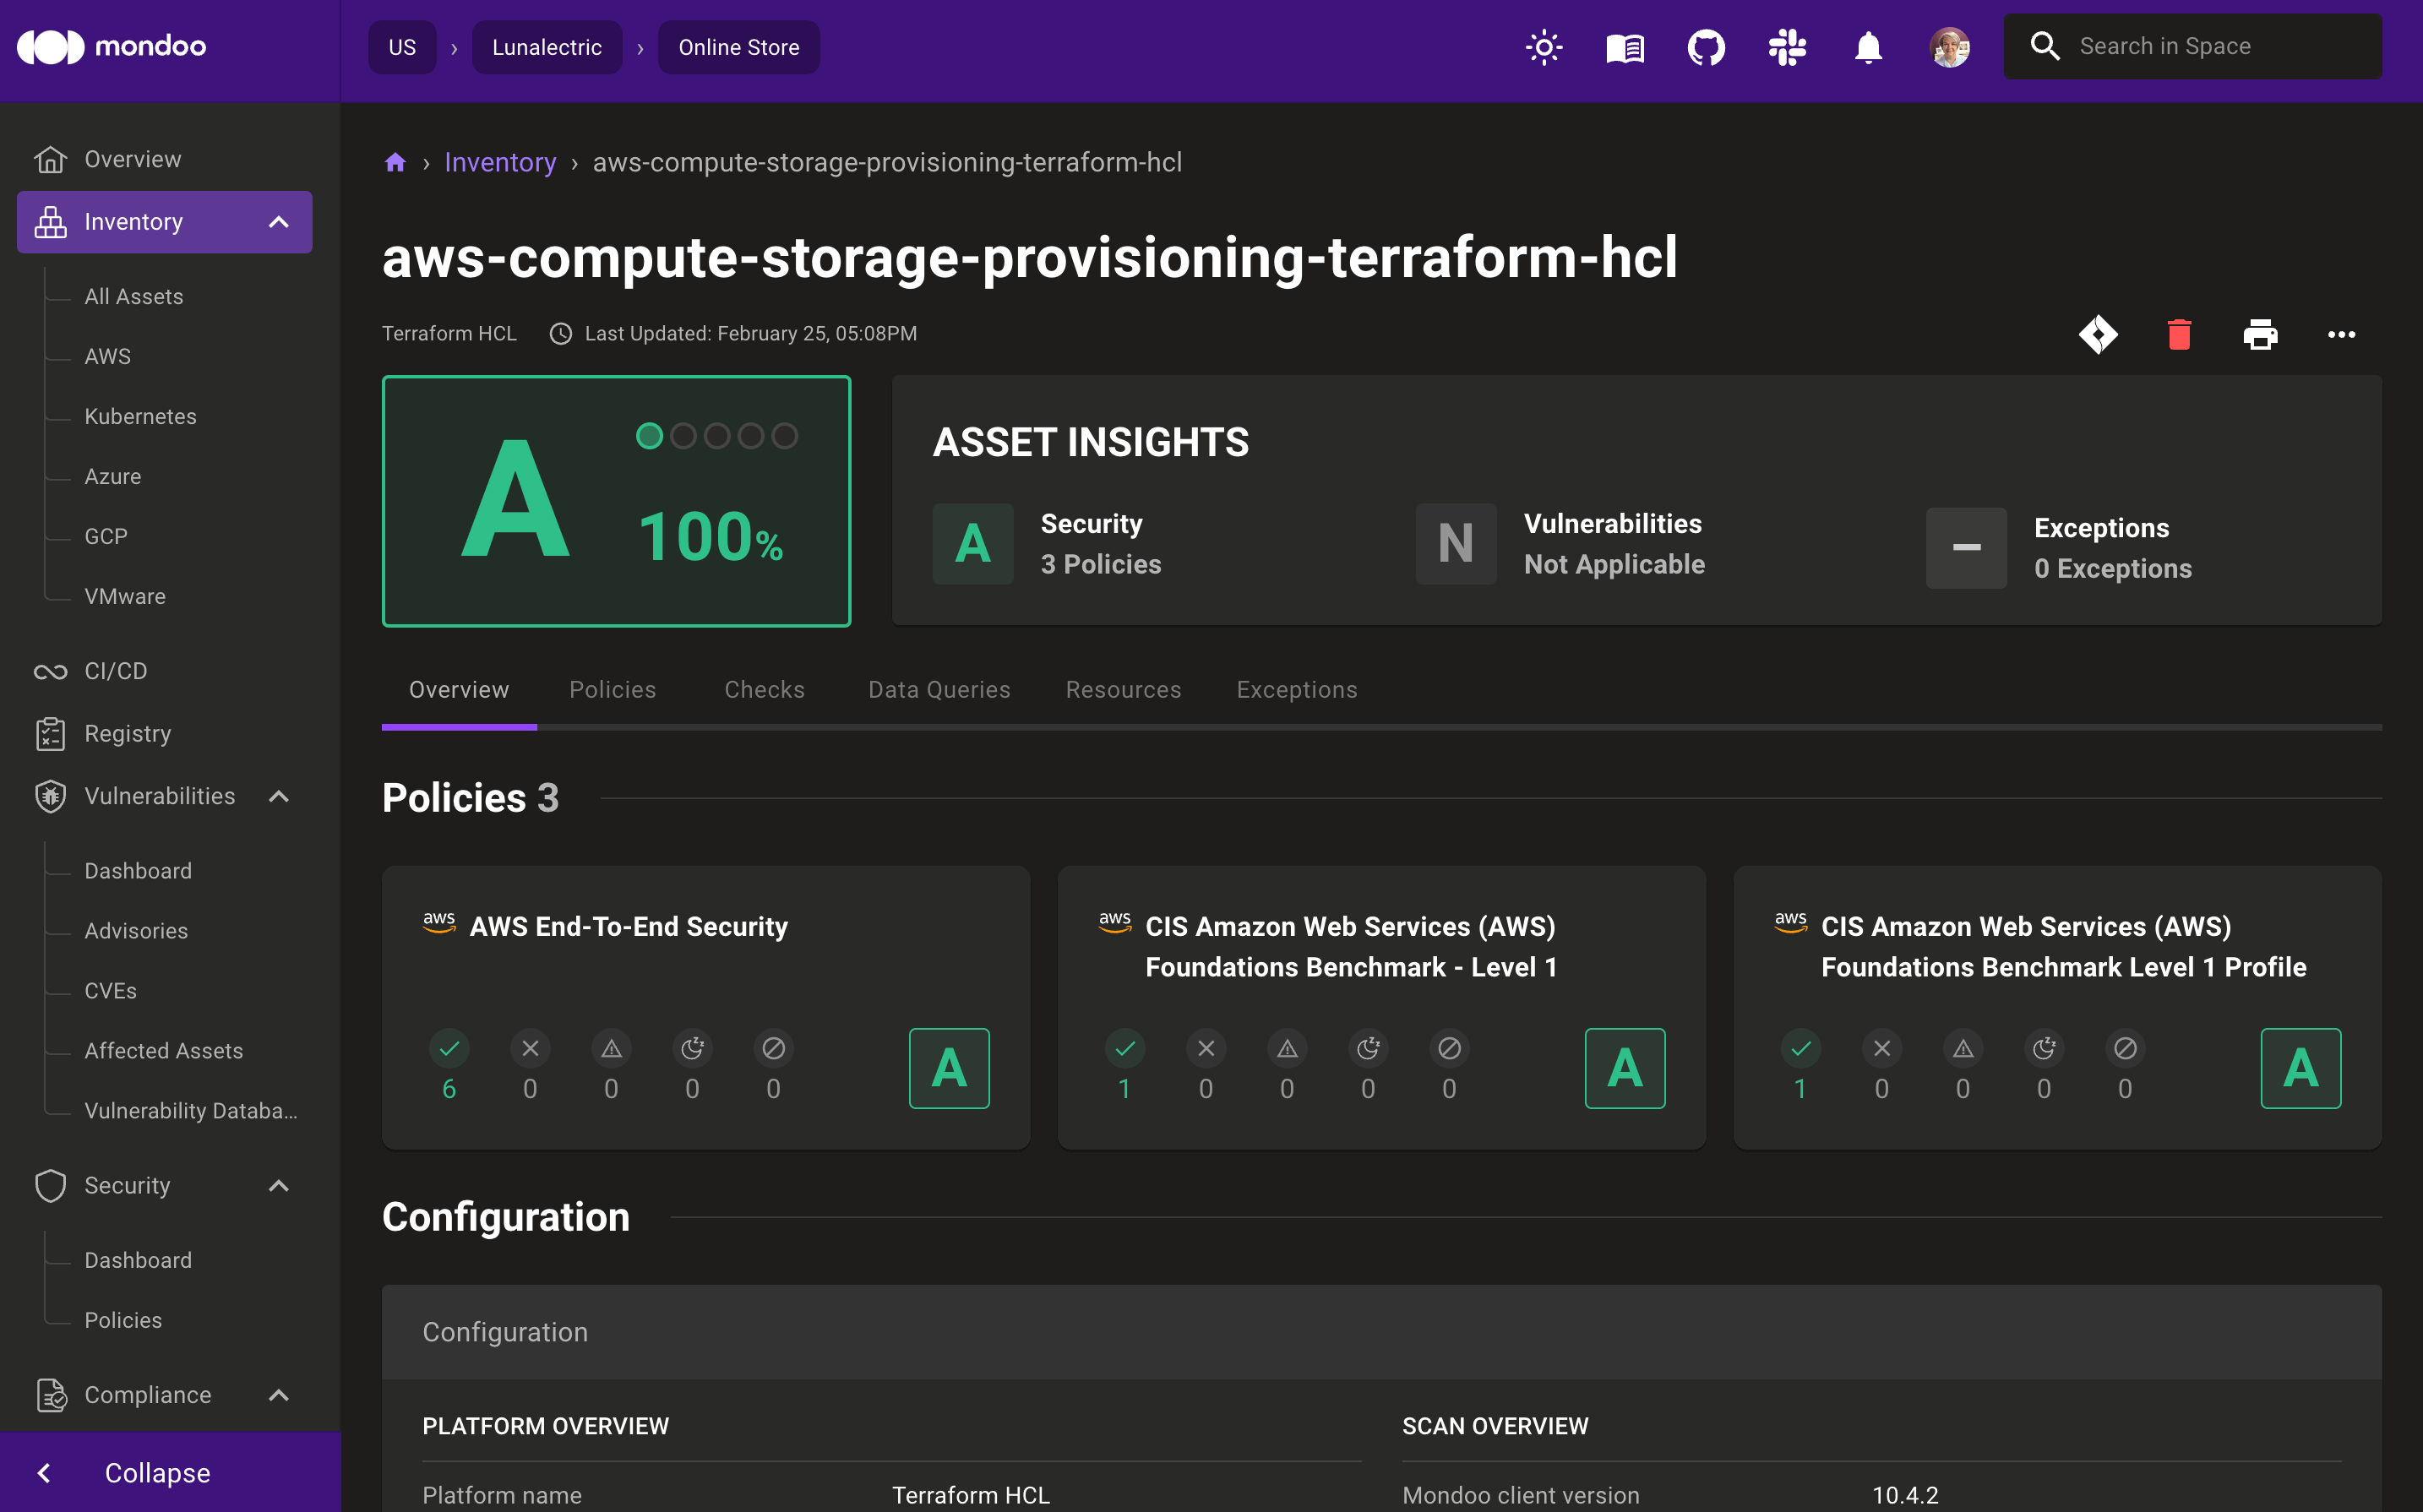 mondoo
US › Lunalectric › Online Store
Search in Space
Overview
Inventory
All Assets
AWS
Kubernetes
Azure
GCP
VMware
CI/CD
Registry
Vulnerabilities
Dashboard
Advisories
CVEs
Affected Assets
Vulnerability Databa...
Security
Dashboard
Policies
Compliance
Collapse
› Inventory › aws-compute-storage-provisioning-terraform-hcl
aws-compute-storage-provisioning-terraform-hcl
Terraform HCL Last Updated: February 25, 05:08PM
A
100%
ASSET INSIGHTS
A
Security
3 Policies
N
Vulnerabilities
Not Applicable
Exceptions
0 Exceptions
Overview Policies Checks Data Queries Resources Exceptions
Policies 3
aws AWS End-To-End Security
6 0 0 0 0
A
aws CIS Amazon Web Services (AWS)
Foundations Benchmark - Level 1
1 0 0 0 0
A
aws CIS Amazon Web Services (AWS)
Foundations Benchmark Level 1 Profile
1 0 0 0 0
A
Configuration
Configuration
PLATFORM OVERVIEW
Platform name Terraform HCL
SCAN OVERVIEW
Mondoo client version 10.4.2